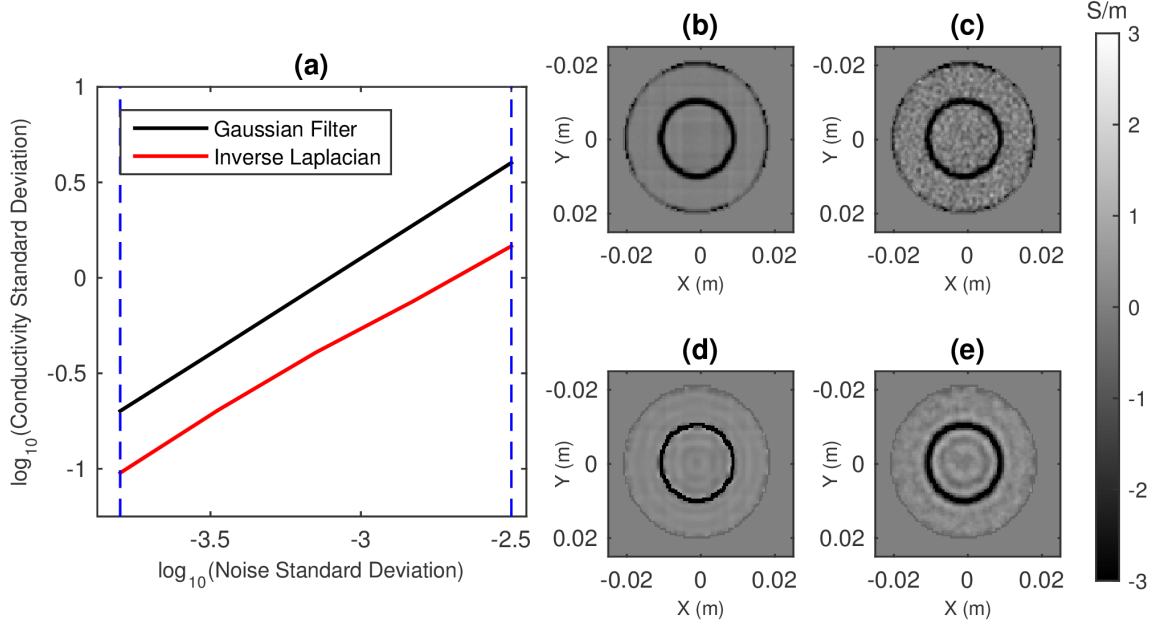 (a)
log10(Conductivity Standard Deviation)
1
0.5
0
-0.5
-1
Gaussian Filter
Inverse Laplacian
-3.5
-3
-2.5
log10(Noise Standard Deviation)
(b)
Y (m)
-0.02
0
0.02
-0.02
0
0.02
X (m)
(c)
Y (m)
-0.02
0
0.02
-0.02
0
0.02
X (m)
(d)
Y (m)
-0.02
0
0.02
-0.02
0
0.02
X (m)
(e)
Y (m)
-0.02
0
0.02
-0.02
0
0.02
X (m)
S/m
3
2
1
0
-1
-2
-3